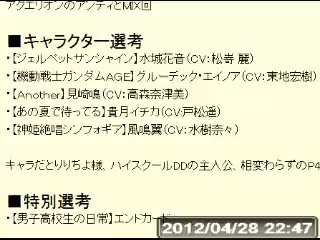 アクエリオンのアンディとMIX回
■キャラクター選考
・【ジュエルペットサンシャイン】水城花音(CV:松嵜 麗)
・【機動戦士ガンダムAGE】グルーデック・エイノア(CV:東地宏樹)
・【Another】見崎鳴(CV:高森奈津美)
・【あの夏で待ってる】貴月イチカ(CV:戸松遥)
・【神姫絶唱シンフォギア】風鳴翼(CV:水樹奈々)
キャラだとりりちよ様、ハイスクールDDの主人公、相変わらずのP4
■特別選考
・【男子高校生の日常】エンドカード
2012/04/28 22:47